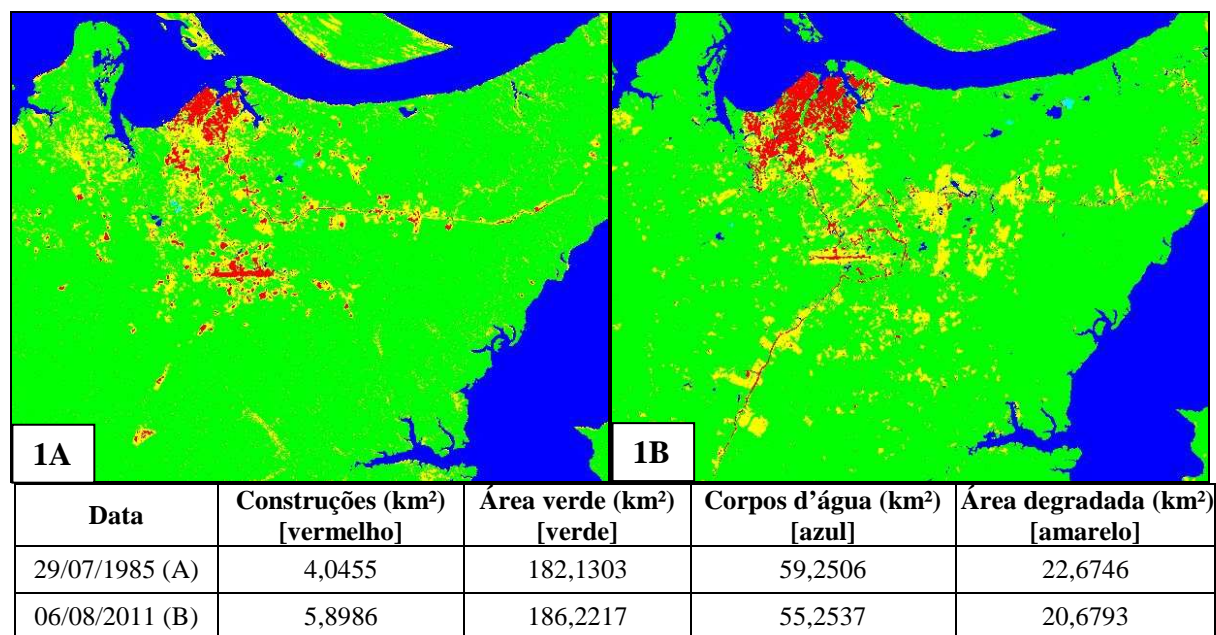 1A
1B
Data Construções (km²) Área verde (km²) Corpos d’água (km²) Área degradada (km²)
[vermelho] [verde] [azul] [amarelo]
29/07/1985 (A) 4,0455 182,1303 59,2506 22,6746
06/08/2011 (B) 5,8986 186,2217 55,2537 20,6793